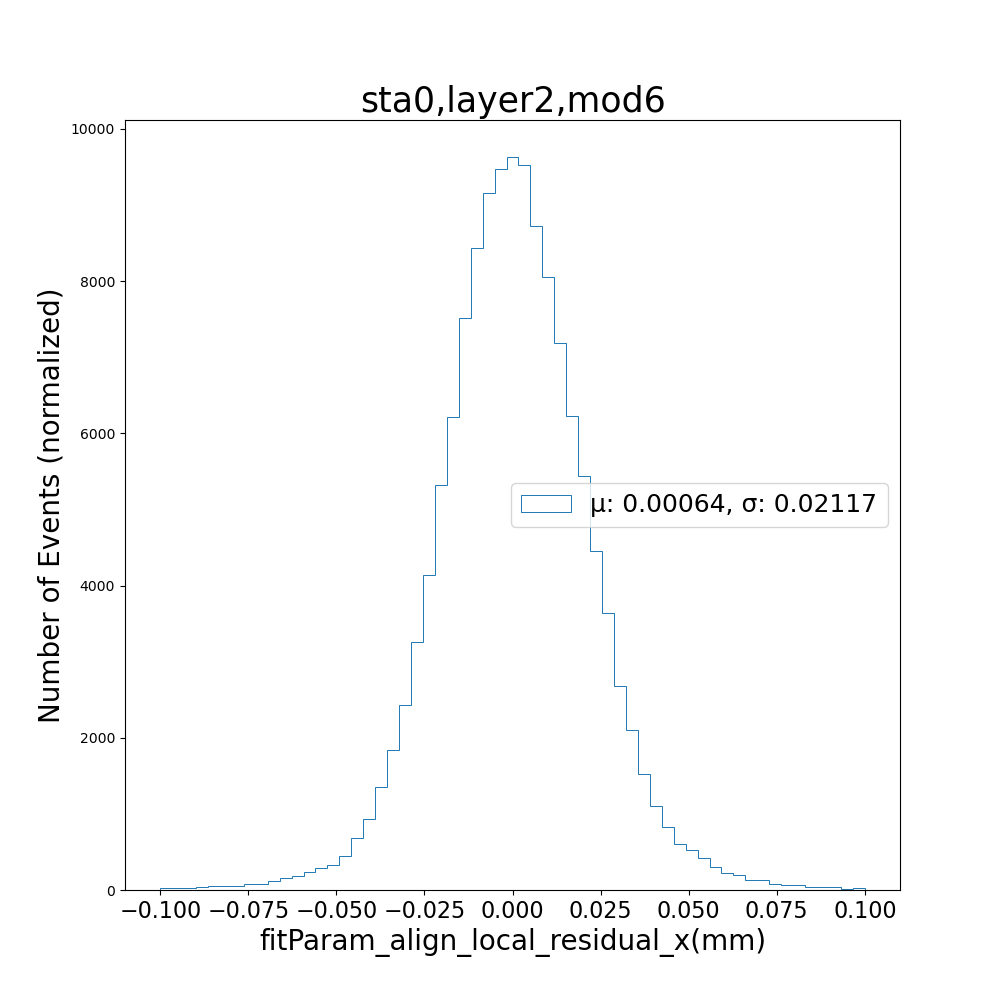 sta0,layer2,mod6
10000
8000
6000
4000
2000
0
Number of Events (normalized)
μ: 0.00064, σ: 0.02117
−0.100 −0.075 −0.050 −0.025 0.000 0.025 0.050 0.075 0.100
fitParam_align_local_residual_x(mm)